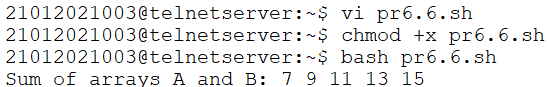 21012021003@telnetserver:~$ vi pr6.6.sh
21012021003@telnetserver:~$ chmod +x pr6.6.sh
21012021003@telnetserver:~$ bash pr6.6.sh
Sum of arrays A and B: 7 9 11 13 15